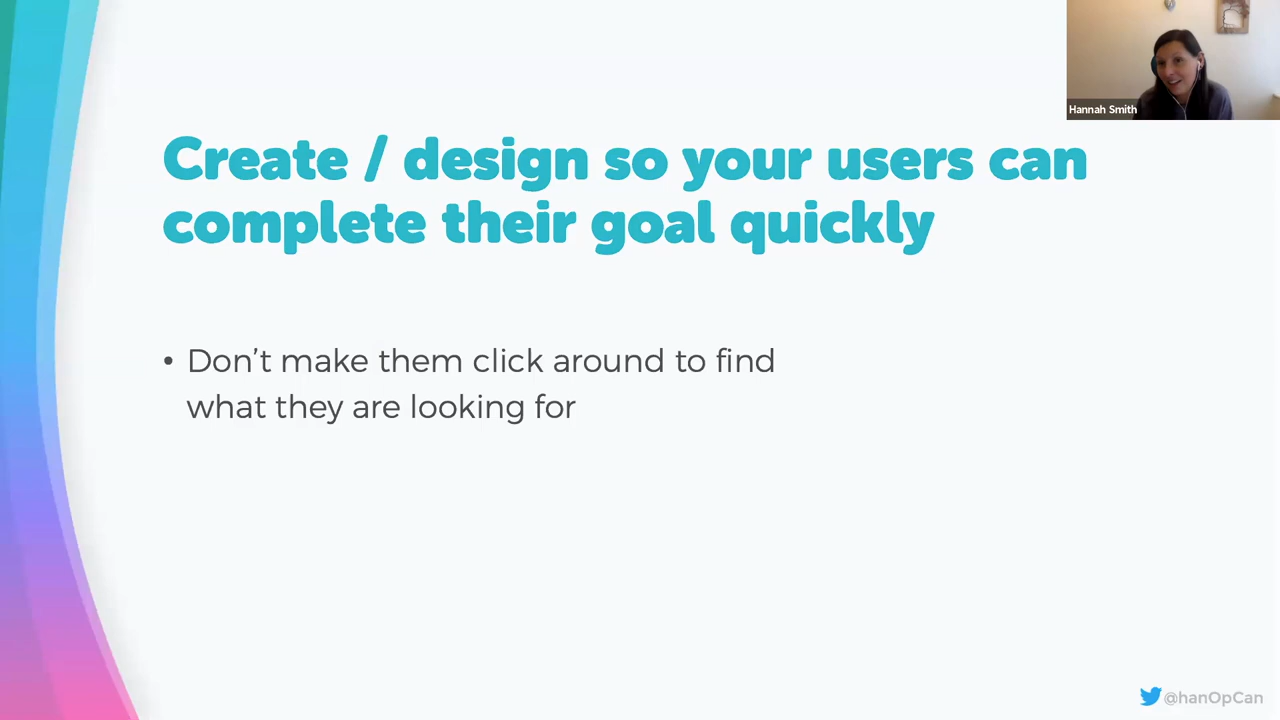 Hannah Smith
Create / design so your users can
complete their goal quickly
• Don’t make them click around to find
what they are looking for
@hanOpCan